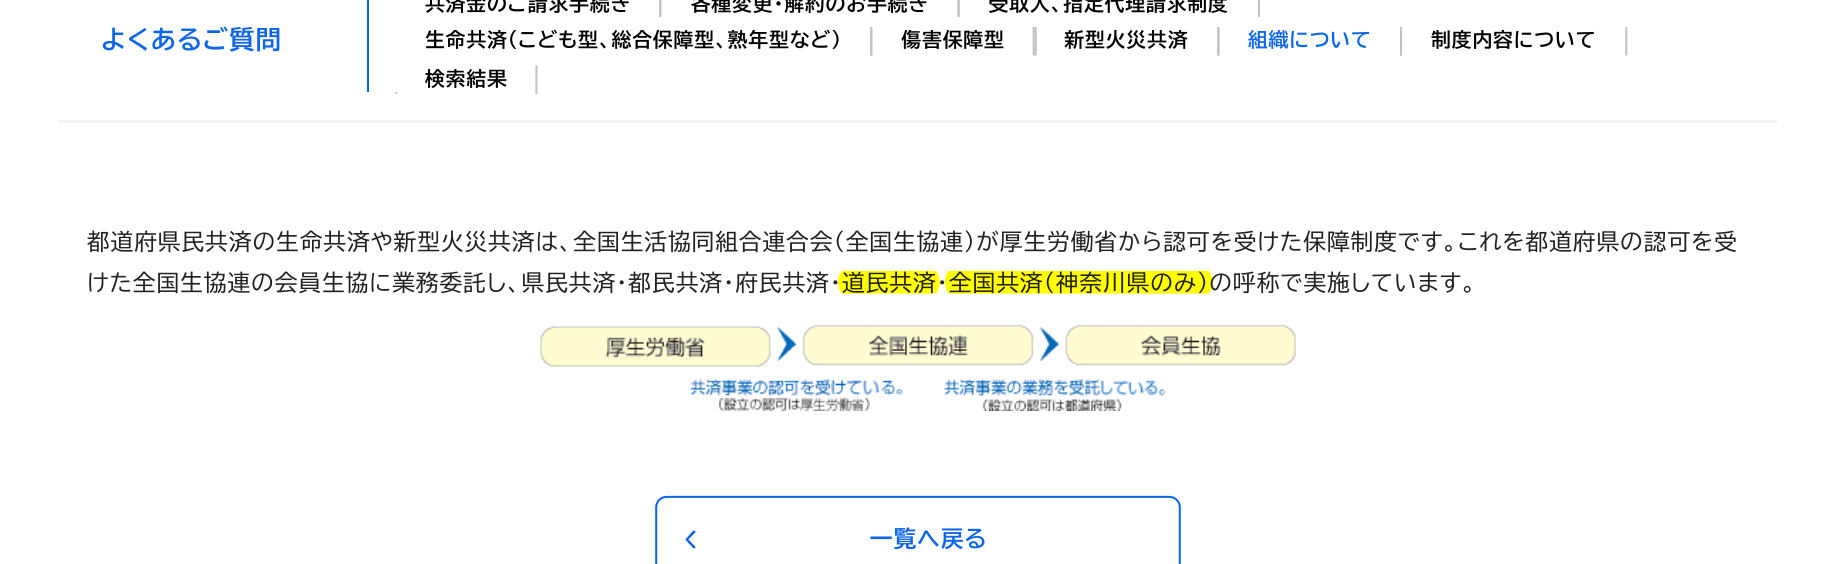 共済金のご請求手続き
各種変更・解約のお手続き
受取人、指定代理請求制度
よくあるご質問
生命共済（こども型、総合保障型、熟年型など）
傷害保障型
新型火災共済
組織について
制度内容について
検索結果
都道府県民共済の生命共済や新型火災共済は、全国生活協同組合連合会（全国生協連）が厚生労働省から認可を受けた保障制度です。これを都道府県の認可を受
けた全国生協連の会員生協に業務委託し、県民共済・都民共済・府民共済・道民共済・全国共済（神奈川県のみ）の呼称で実施しています。
厚生労働省
全国生協連
会員生協
共済事業の認可を受けている。
共済事業の業務を受託している。
（設立の認可は厚生労働省）
（設立の認可は都道府県）
一覧へ戻る